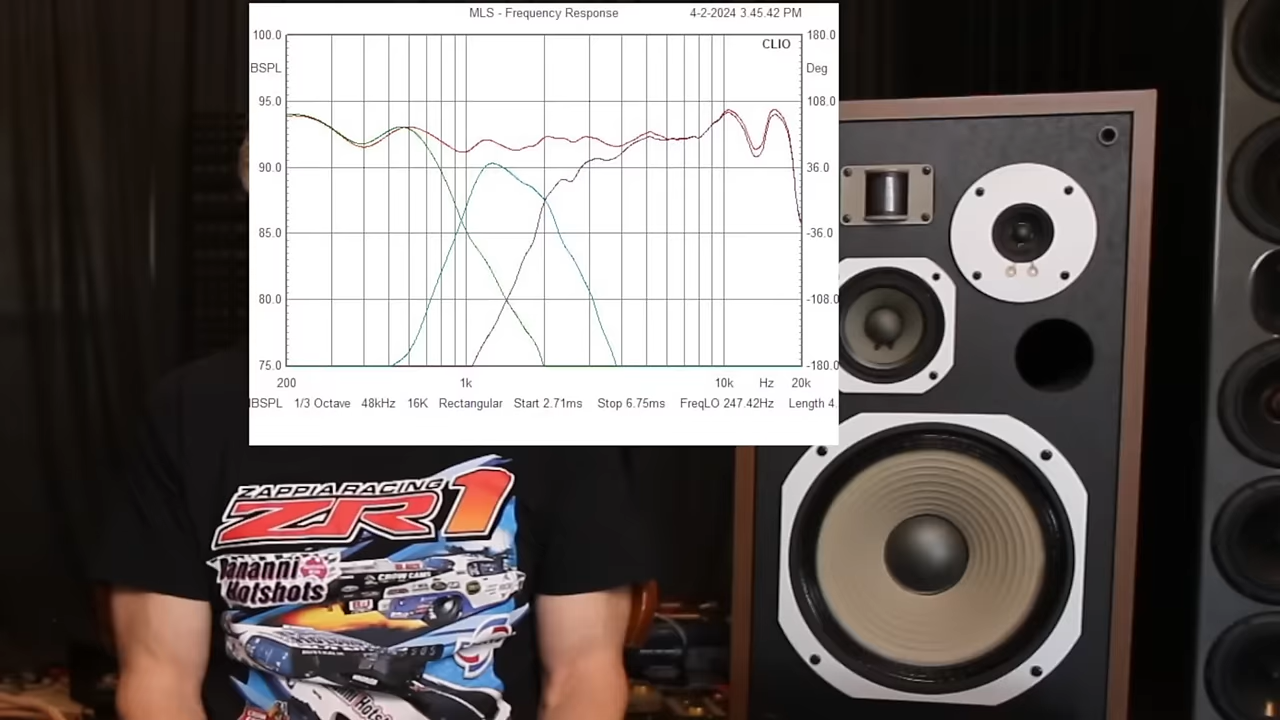 MLS - Frequency Response 4-2-2024 3.45.42 PM
100.0 180.0
CLIO
BSPL Deg
95.0 108.0
90.0 36.0
85.0 -36.0
80.0 -108.0
75.0 -180.0
200 1k 10k Hz 20k
BSPL 1/3 Octave 48kHz 16K Rectangular Start 2.71ms Stop 6.75ms FreqLO 247.42Hz Length 4.
ZAPPIA RACING
ZR1
Hotshots
CROW CAMS